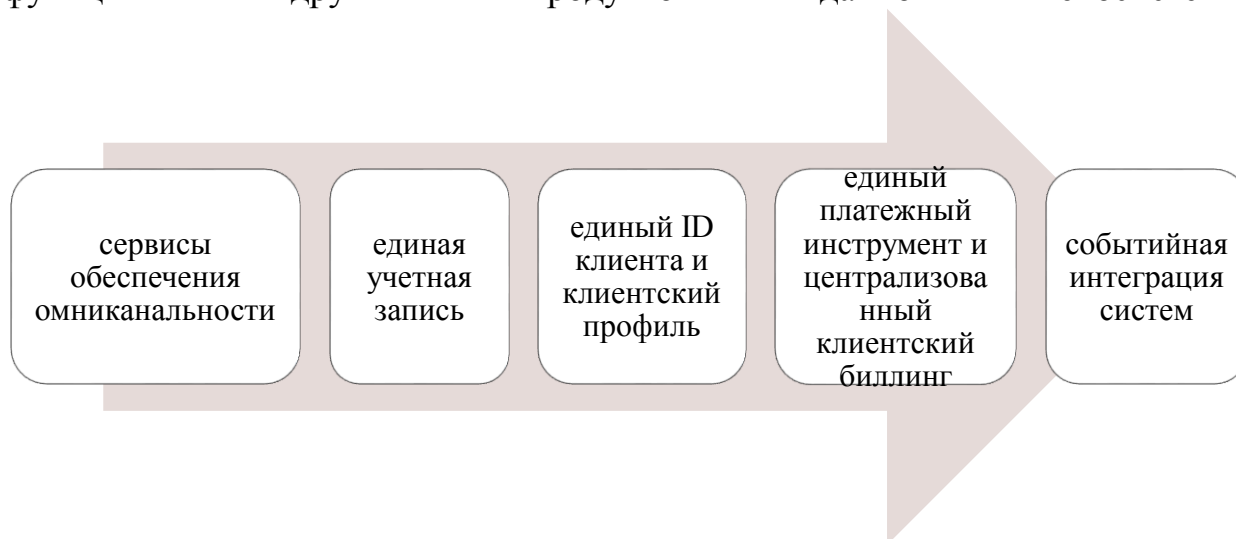 сервисы
обеспечения
омниканальности
единая
учетная
запись
единый ID
клиента и
клиентский
профиль
единый
платежный
инструмент и
централизова
нный
клиентский
биллинг
событийная
интеграция
систем